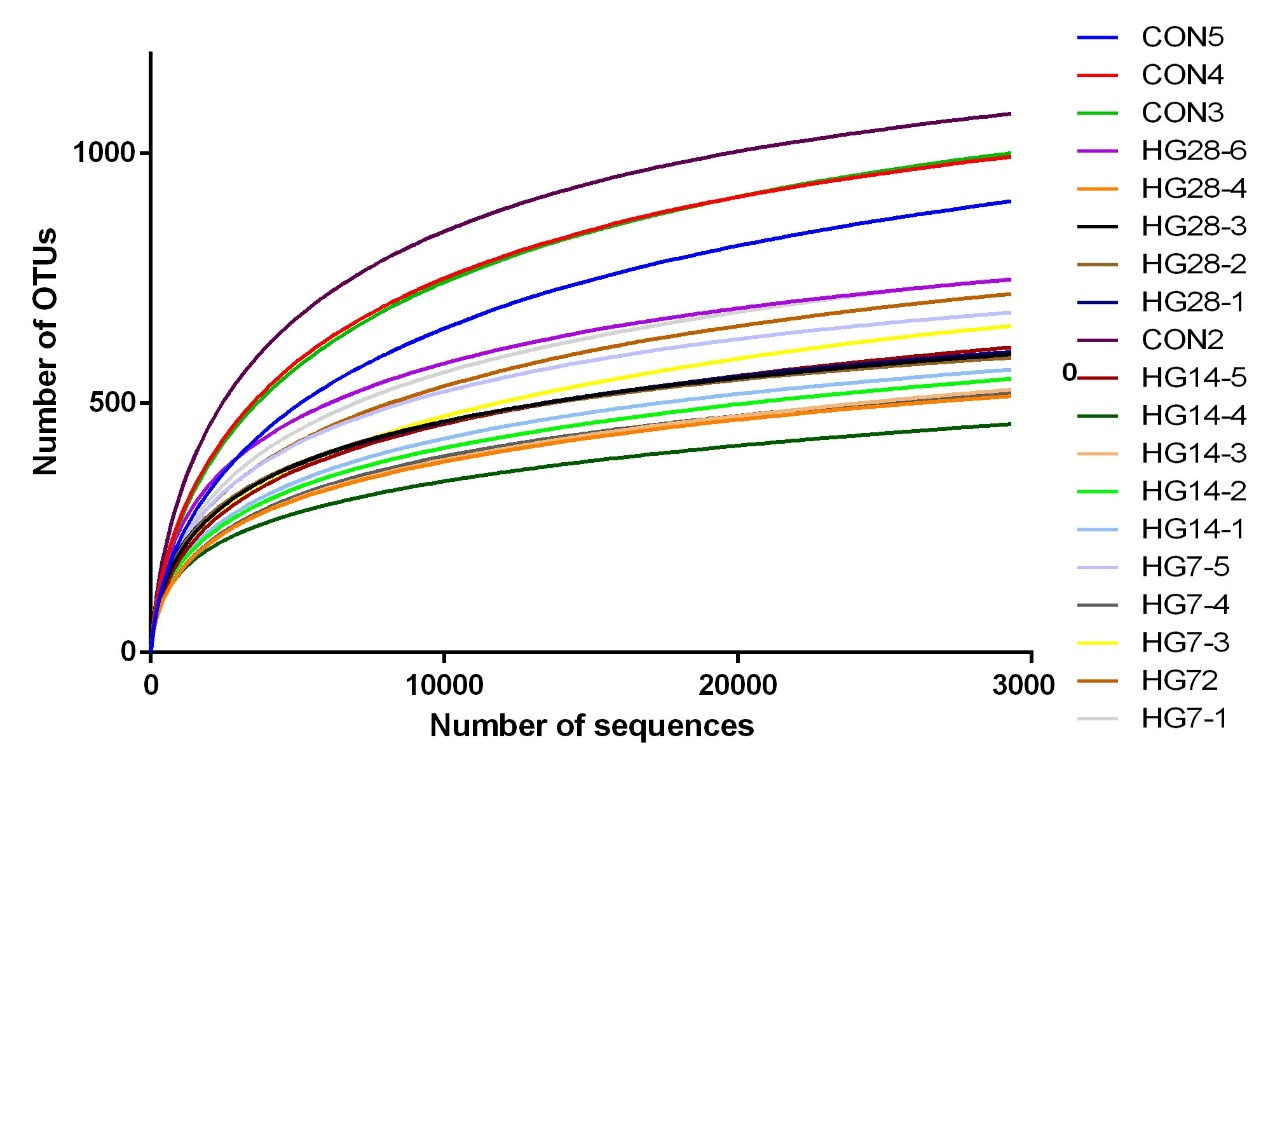 CON5
CON4
CON3
HG28-6
HG28-4
HG28-3
HG28-2
HG28-1
CON2
HG14-5
HG14-4
HG14-3
HG14-2
HG14-1
HG7-5
HG7-4
HG7-3
HG72
HG7-1
1000
500
0
Number of OTUs
0 10000 20000 3000
0
Number of sequences